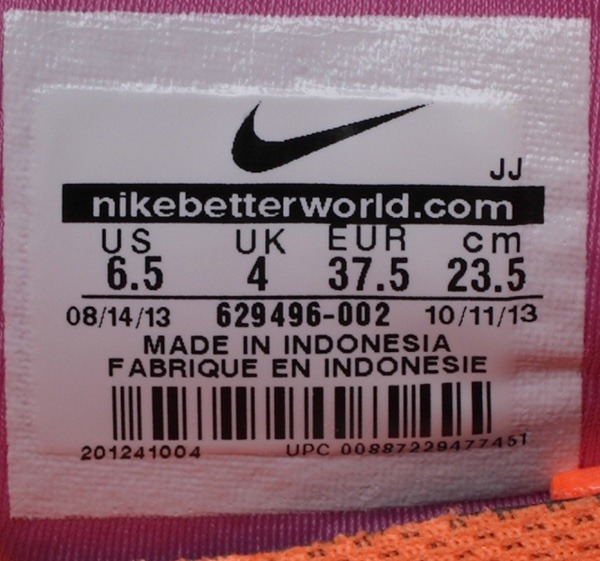 JJ
nikebetterworld.com
US UK EUR cm
6.5 4 37.5 23.5
08/14/13 629496-002 10/11/13
MADE IN INDONESIA
FABRIQUE EN INDONESIE
201241004 UPC 00887229477451